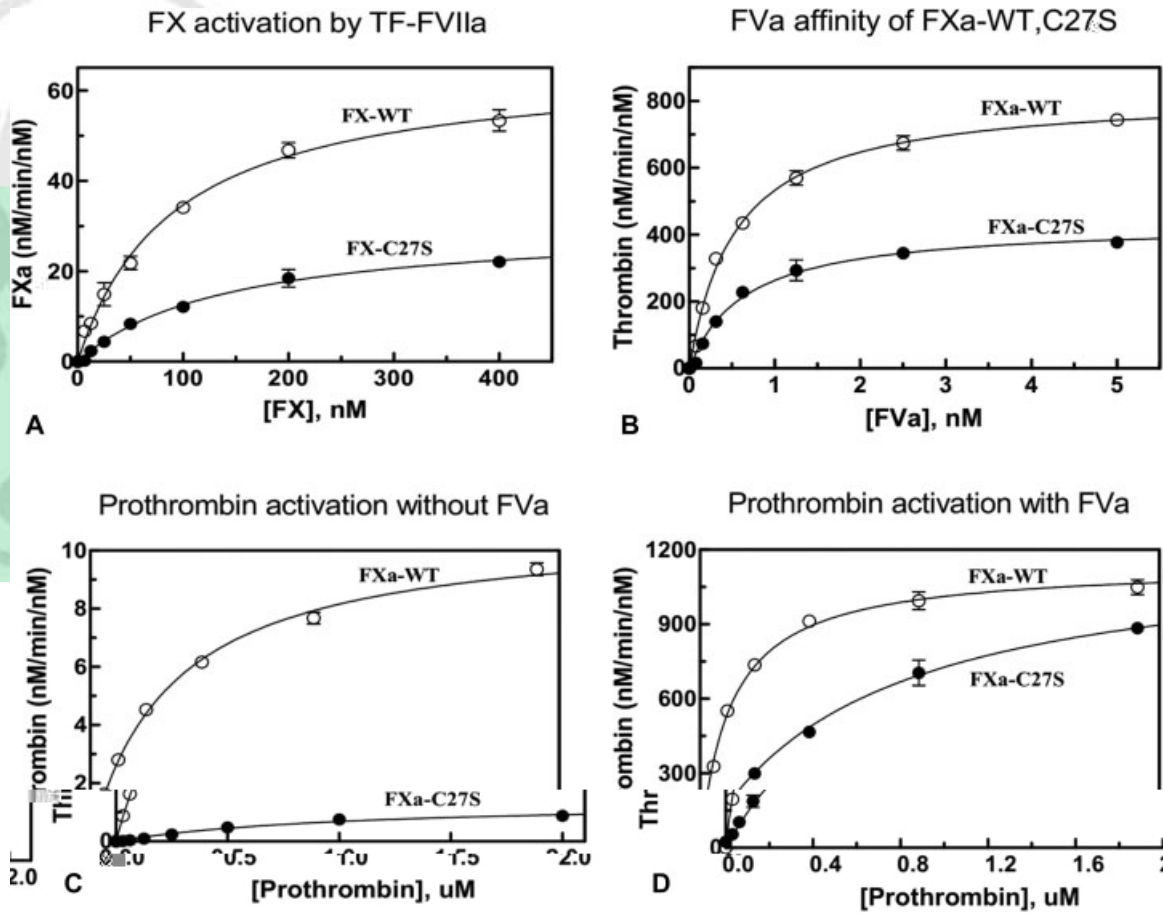 FX activation by TF-FVIIa
60
40
20
0
FXa (nM/min/nM)
FX-WT
FX-C27S
0 100 200 300 400
[FX], nM
A
FVa affinity of FXa-WT,C27S
800
600
400
200
0
Thrombin (nM/min/nM)
FXa-WT
FXa-C27S
0 1 2 3 4 5
[FVa], nM
B
Prothrombin activation without FVa
10
8
6
4
2
0
rombin (nM/min/nM)
FXa-WT
FXa-C27S
[Prothrombin], uM
C
2.0
Prothrombin activation with FVa
1200
900
600
300
0
ombin (nM/min/nM)
Thr
FXa-WT
FXa-C27S
0.4 0.8 1.2 1.6
[Prothrombin], uM
D